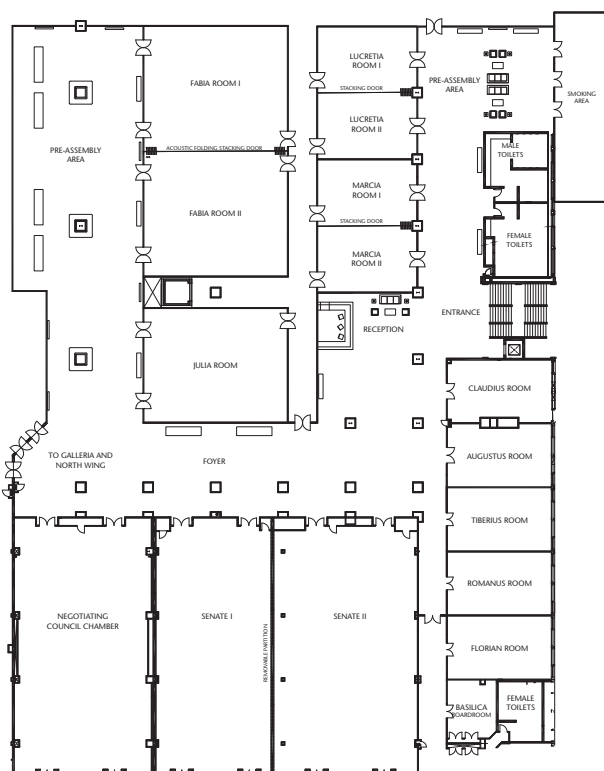 FABIA ROOM I
LUCRETIA
ROOM I
PRE-ASSEMBLY
AREA
SMOKING
AREA
STACKING DOOR
LUCRETIA
ROOM II
PRE-ASSEMBLY
AREA
ACOUSTIC FOLDING STACKING DOOR
MALE
TOILETS
MARCIA
ROOM I
FABIA ROOM II
STACKING DOOR
FEMALE
TOILETS
MARCIA
ROOM II
RECEPTION
ENTRANCE
JULIA ROOM
CLAUDIUS ROOM
TO GALLERIA AND
NORTH WING
FOYER
AUGUSTUS ROOM
TIBERIUS ROOM
ROMANUS ROOM
NEGOTIATING
COUNCIL CHAMBER
SENATE I
REMOVABLE PARTITION
SENATE II
FLORIAN ROOM
BASILICA
BOARDROOM
FEMALE
TOILETS